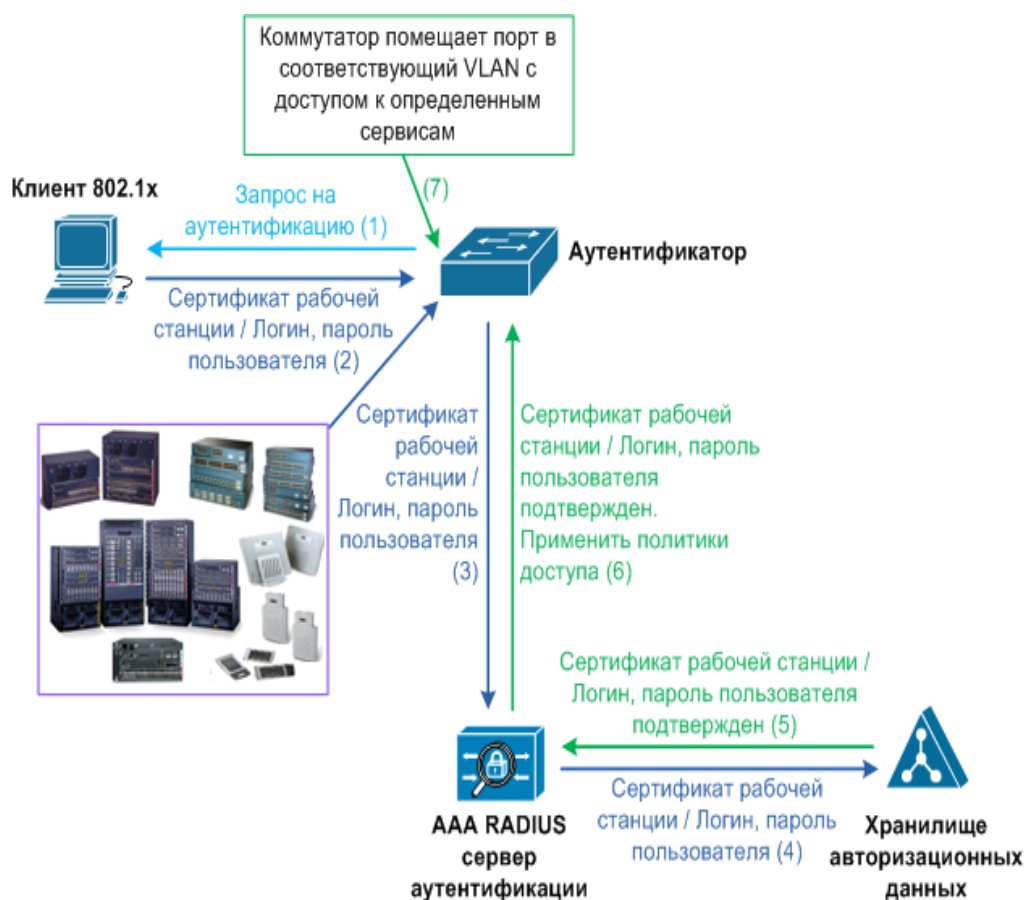 Коммутатор помещает порт в
соответствующий VLAN с
доступом к определенным
сервисам
Клиент 802.1x
Запрос на
аутентификацию (1)
(7)
Аутентификатор
Сертификат рабочей
станции / Логин, пароль
пользователя (2)
Сертификат
рабочей
станции /
Логин, пароль
пользователя
(3)
Сертификат рабочей
станции / Логин, пароль
пользователя
подтвержден.
Применить политики
доступа (6)
Сертификат рабочей станции /
Логин, пароль пользователя
подтвержден (5)
Сертификат рабочей
станции / Логин, пароль
пользователя (4)
AAA RADIUS
сервер
аутентификации
Хранилище
авторизационных
данных